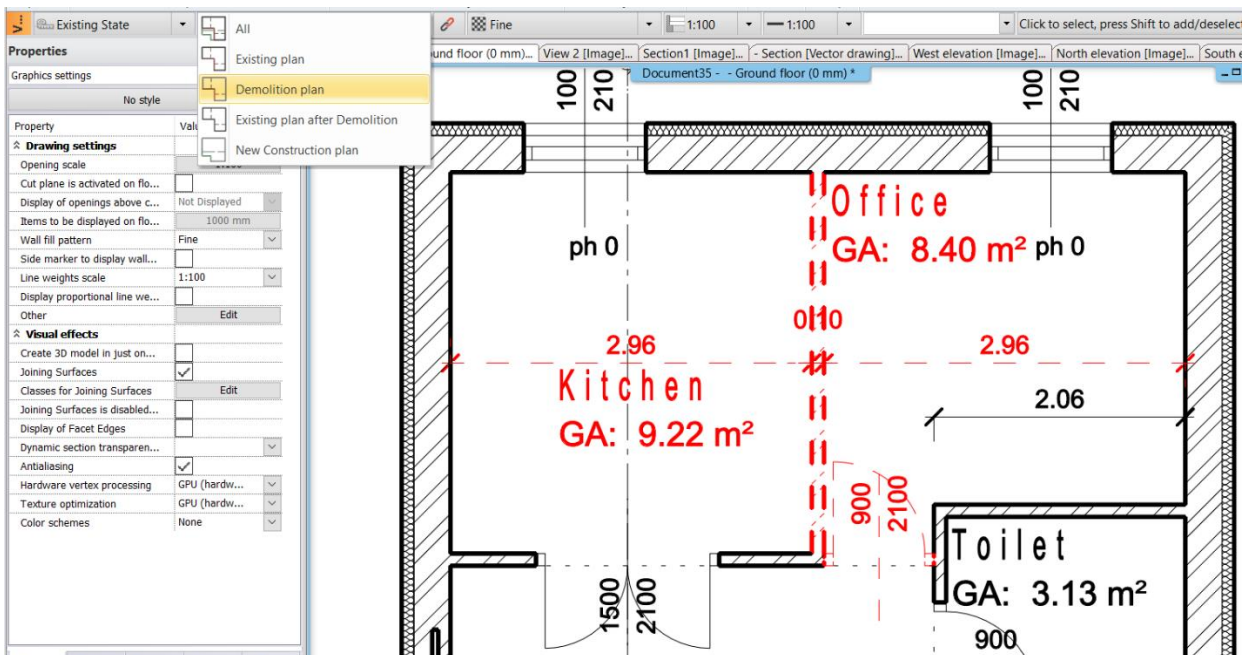 Existing State
Fine
1:100
1:100
Click to select, press Shift to add/deselect
All
Existing plan
Demolition plan
Existing plan after Demolition
New Construction plan
Properties
Graphics settings
No style
Property
Drawing settings
Opening scale
Cut plane is activated on flo...
Display of openings above c...
Not Displayed
Items to be displayed on flo...
1000 mm
Wall fill pattern
Fine
Side marker to display wall...
Line weights scale
1:100
Display proportional line we...
Other
Edit
Visual effects
Create 3D model in just on...
Joining Surfaces
Classes for Joining Surfaces
Edit
Joining Surfaces is disabled...
Display of Facet Edges
Dynamic section transparen...
Antialiasing
Hardware vertex processing
GPU (hardw...
Texture optimization
GPU (hardw...
Color schemes
None
(0 mm)...
View 2 [Image]...
Section1 [Image]...
- Section [Vector drawing]...
West elevation [Image]...
North elevation [Image]...
Document35 - - Ground floor (0 mm) *
100
210
100
210
Office
GA: 8.40 m²
ph 0
ph 0
0.10
2.96
2.96
Kitchen
GA: 9.22 m²
2.06
900
2100
Toilet
GA: 3.13 m²
1500
2100
900